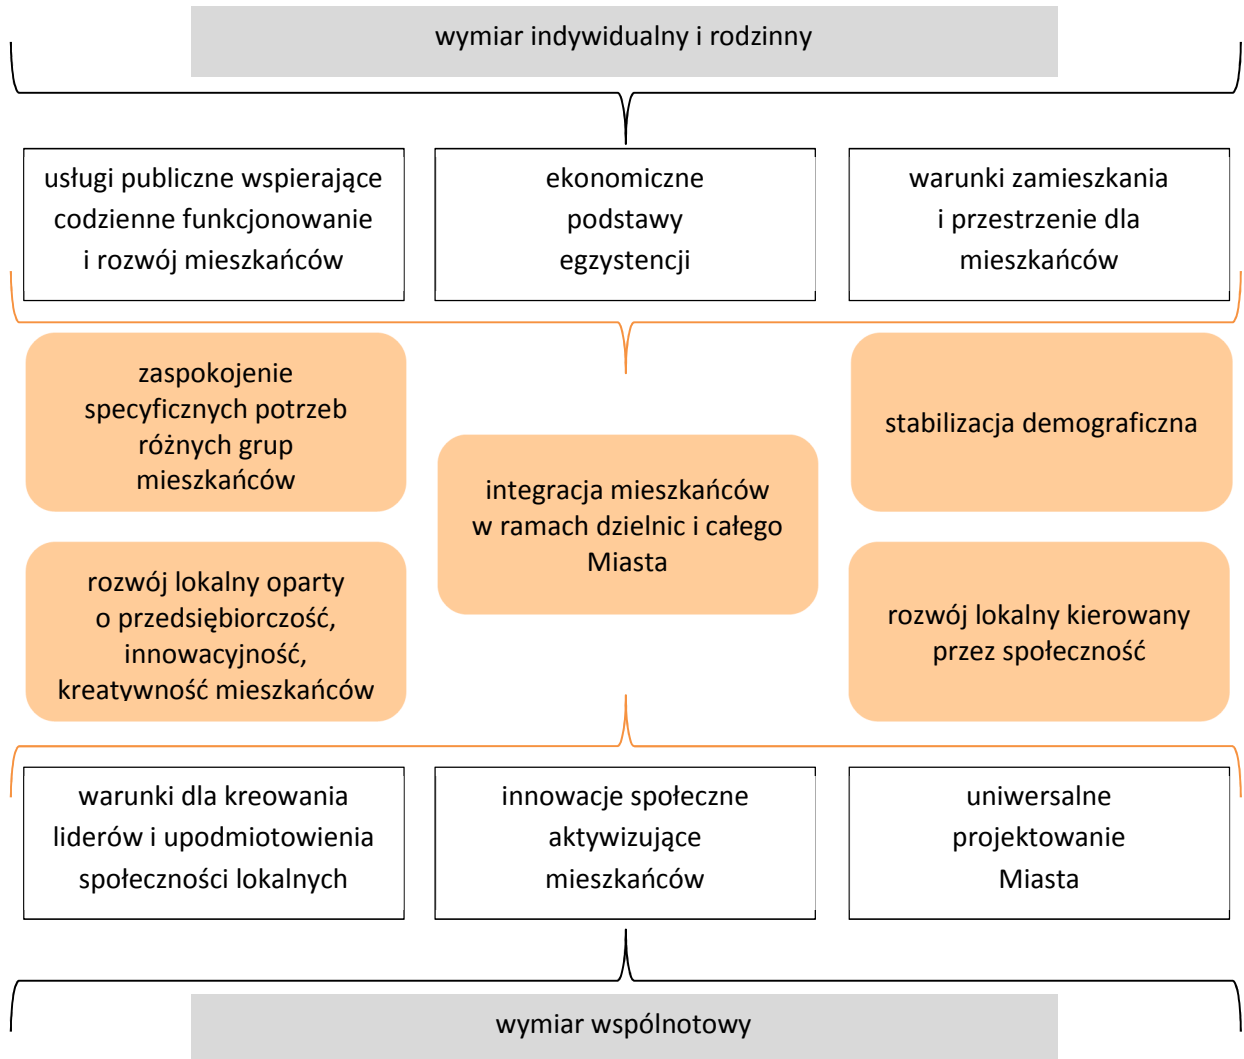 wymiar indywidualny i rodzinny
usługi publiczne wspierające
codzienne funkcjonowanie
i rozwój mieszkańców
ekonomiczne
podstawy
egzystencji
warunki zamieszkania
i przestrzenie dla
mieszkańców
zaspokojenie
specyficznych potrzeb
różnych grup
mieszkańców
stabilizacja demograficzna
integracja mieszkańców
w ramach dzielnic i całego
Miasta
rozwój lokalny oparty
o przedsiębiorczość,
innowacyjność,
kreatywność mieszkańców
rozwój lokalny kierowany
przez społeczność
warunki dla kreowania
liderów i upodmiotowienia
społeczności lokalnych
innowacje społeczne
aktywizujące
mieszkańców
uniwersalne
projektowanie
Miasta
wymiar wspólnotowy